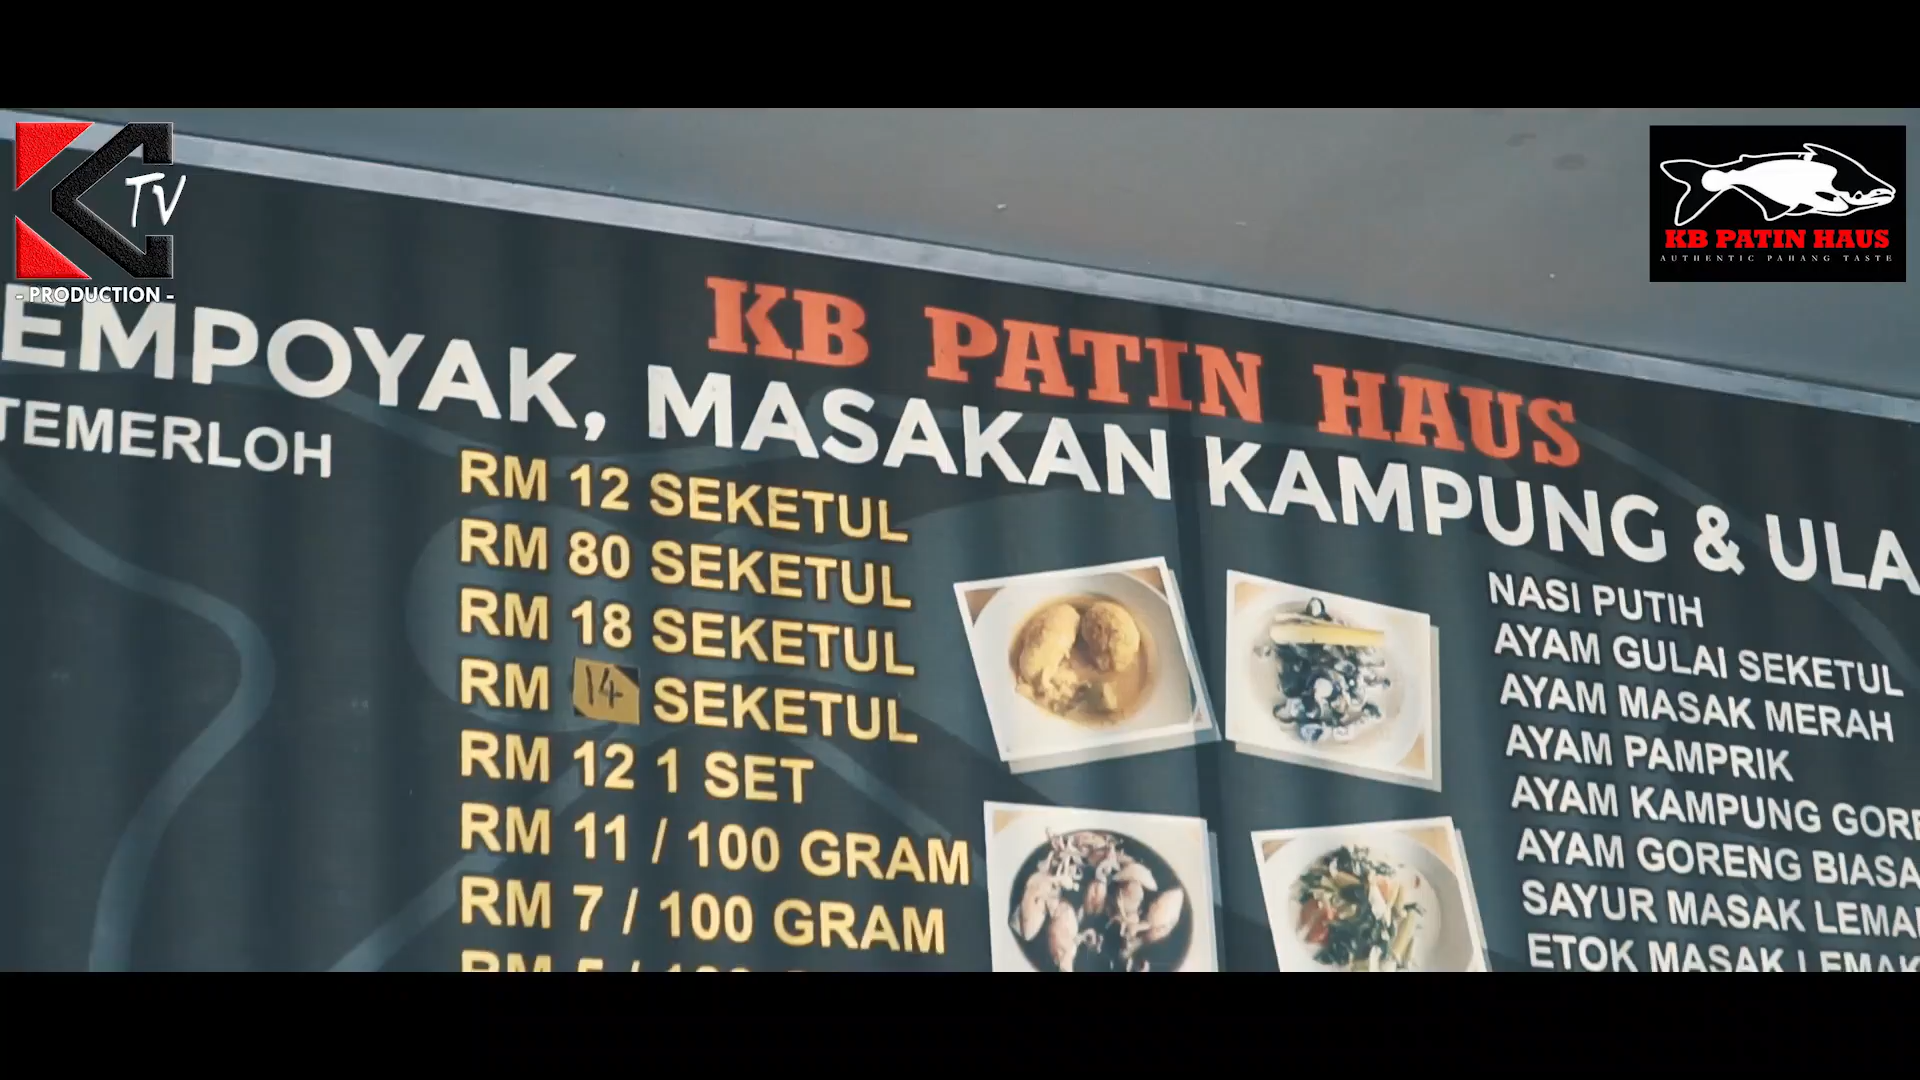 KC TV
- PRODUCTION -
KB PATIN HAUS
AUTHENTIC PAHANG TASTE
KB PATIN HAUS
EMPOYAK, MASAKAN KAMPUNG & ULA
TEMERLOH
RM 12 SEKETUL
RM 80 SEKETUL
RM 18 SEKETUL
RM 14 SEKETUL
RM 12 1 SET
RM 11 / 100 GRAM
RM 7 / 100 GRAM
NASI PUTIH
AYAM GULAI SEKETUL
AYAM MASAK MERAH
AYAM PAMPRIK
AYAM KAMPUNG GORE
AYAM GORENG BIASA
SAYUR MASAK LEMA
ETOK MASAK LEMAK